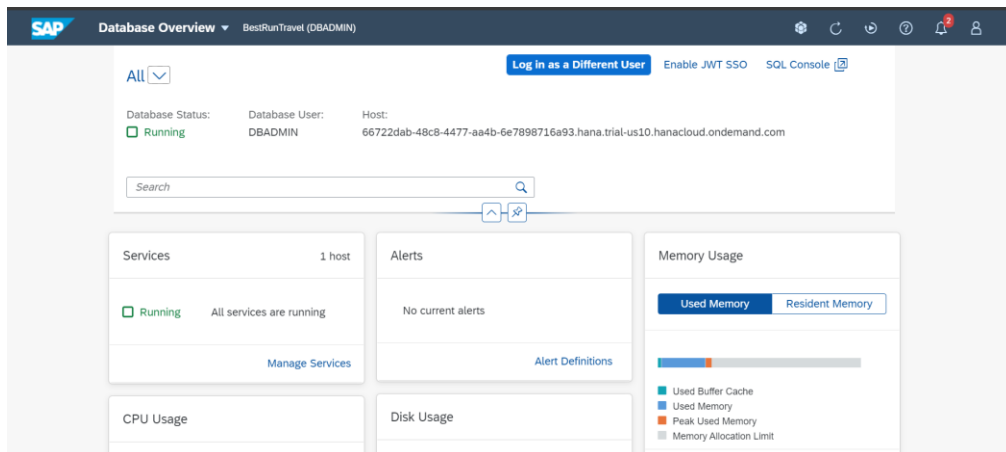 SAP Database Overview BestRunTravel (DBADMIN) 2
All
Log in as a Different User Enable JWT SSO SQL Console
Database Status: Database User: Host:
Running DBADMIN 66722dab-48c8-4477-aa4b-6e7898716a93.hana.trial-us10.hanacloud.ondemand.com
Search
Services 1 host
Running All services are running
Manage Services
Alerts
No current alerts
Alert Definitions
Memory Usage
Used Memory Resident Memory
Used Buffer Cache
Used Memory
Peak Used Memory
Memory Allocation Limit
CPU Usage
Disk Usage